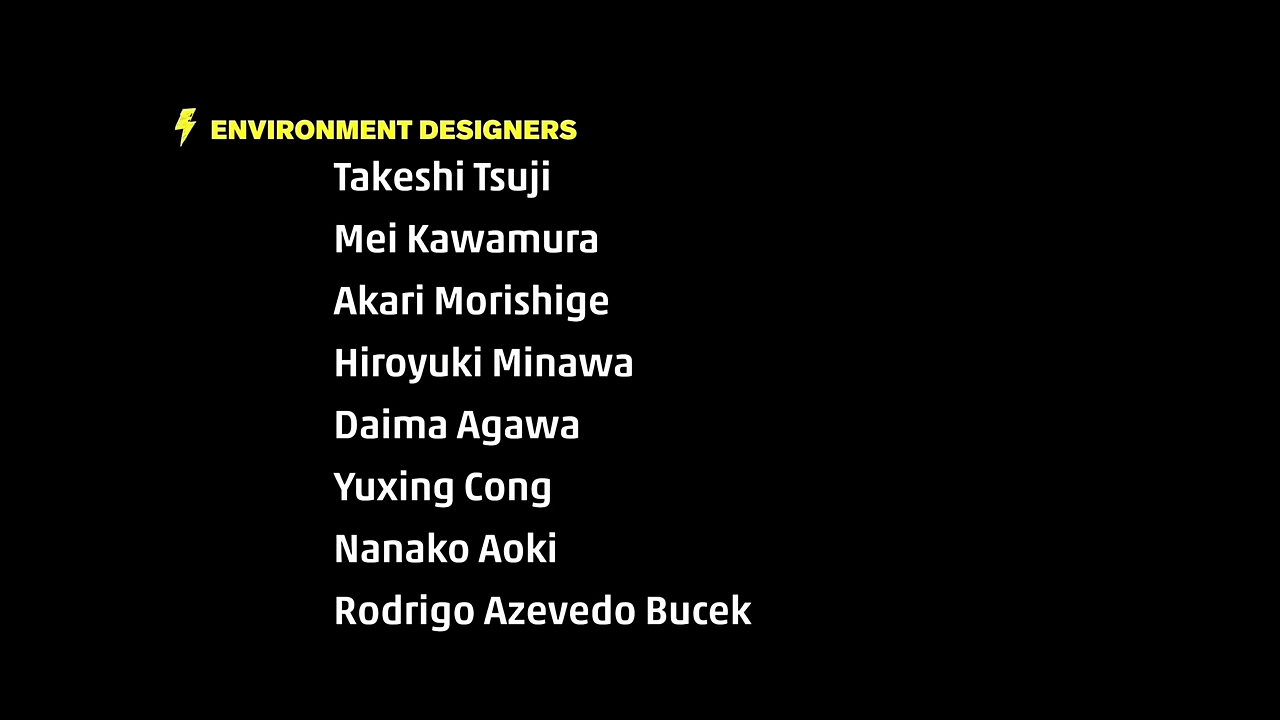 ENVIRONMENT DESIGNERS
Takeshi Tsuji
Mei Kawamura
Akari Morishige
Hiroyuki Minawa
Daima Agawa
Yuxing Cong
Nanako Aoki
Rodrigo Azevedo Bucek